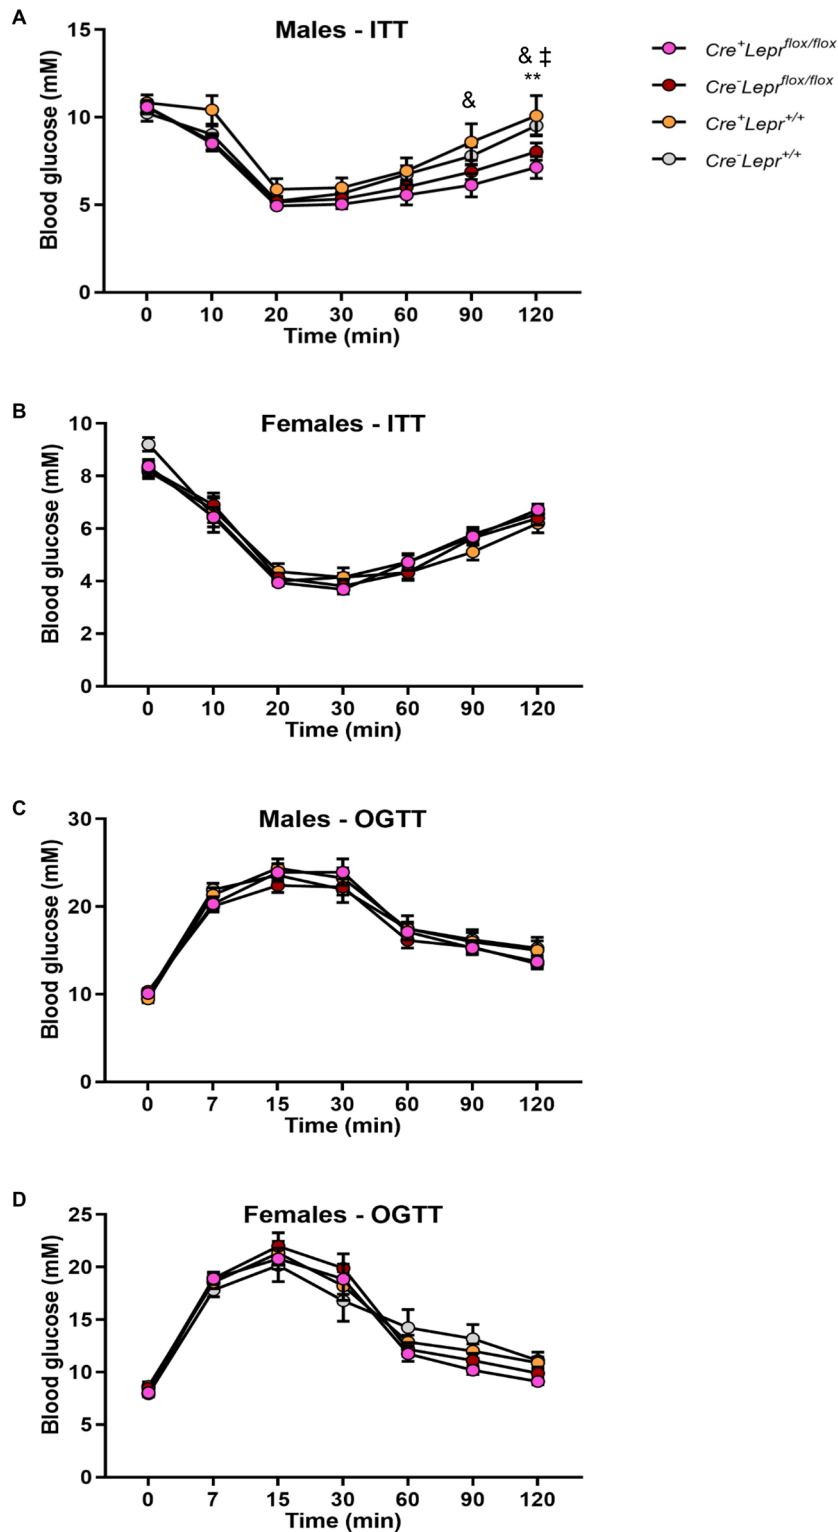 A
Males - ITT
Cre⁺Lepr^flox/flox
Cre⁻Lepr^flox/flox
Cre⁺Lepr^+/+
Cre⁻Lepr^+/+
& ‡
**
&
Blood glucose (mM)
15
10
5
0
0 10 20 30 60 90 120
Time (min)
B
Females - ITT
Blood glucose (mM)
10
8
6
4
2
0
0 10 20 30 60 90 120
Time (min)
C
Males - OGTT
Blood glucose (mM)
30
20
10
0
0 7 15 30 60 90 120
Time (min)
D
Females - OGTT
Blood glucose (mM)
25
20
15
10
5
0
0 7 15 30 60 90 120
Time (min)